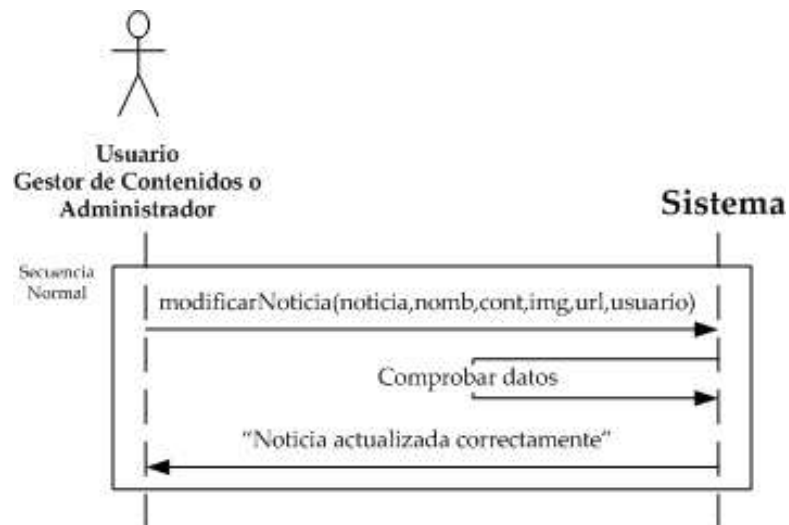 Usuario
Gestor de Contenidos o
Administrador
Sistema
Secuencia
Normal
modificarNoticia(noticia,nomb,cont,img,url,usuario)
Comprobar datos
“Noticia actualizada correctamente”